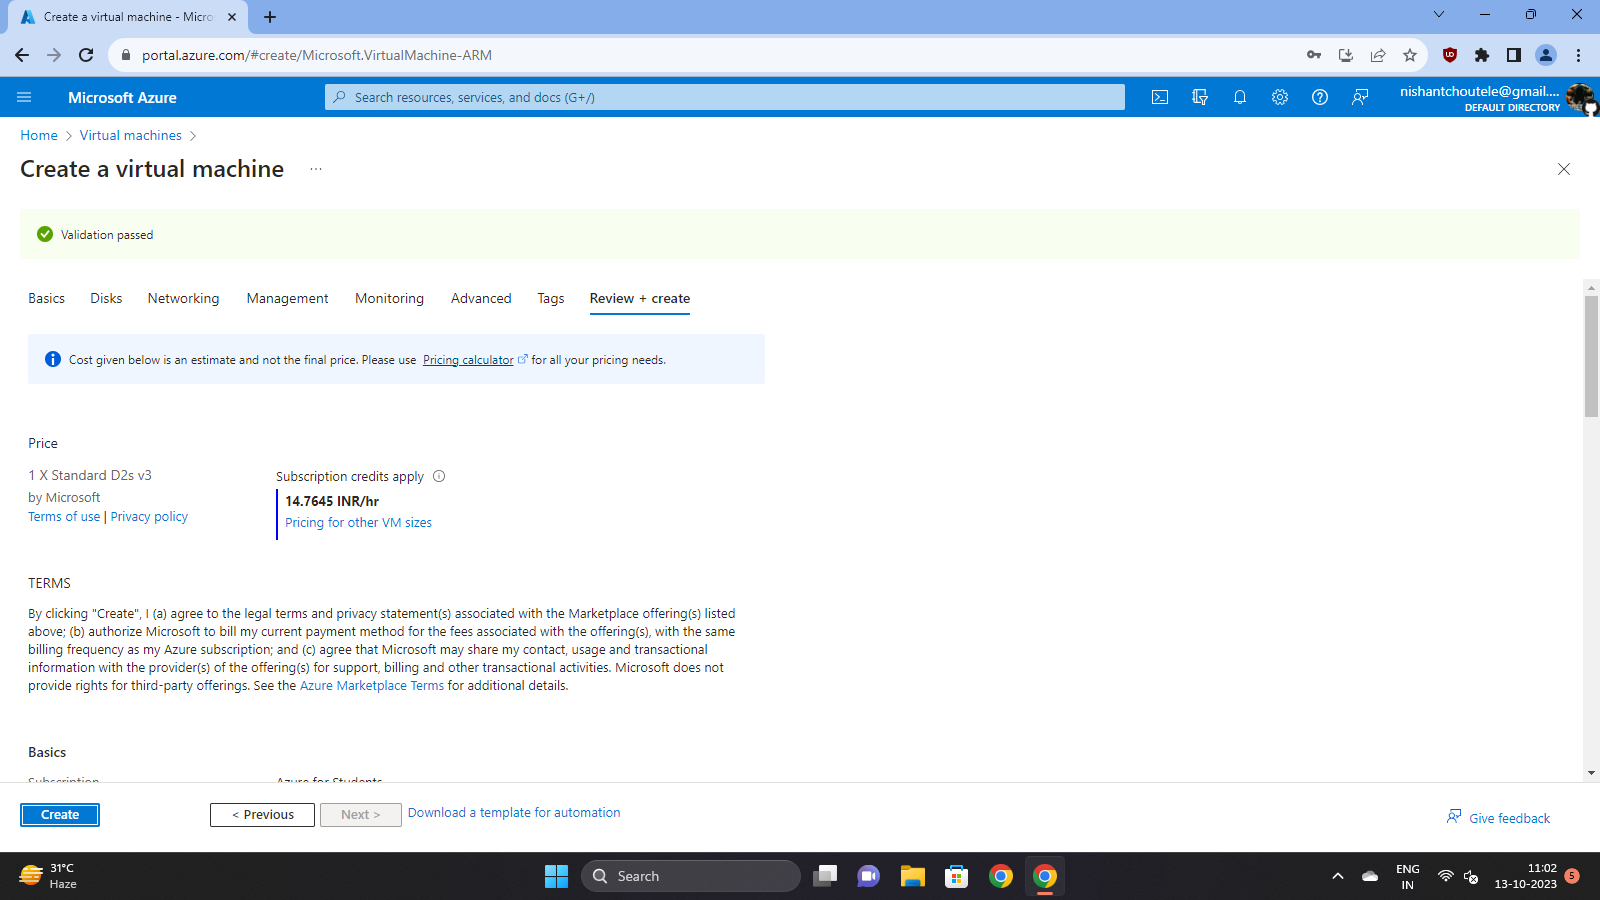 Create a virtual machine - Micro
portal.azure.com/#create/Microsoft.VirtualMachine-ARM
Microsoft Azure
Search resources, services, and docs (G+/)
nishantchoutele@gmail....
DEFAULT DIRECTORY
Home > Virtual machines >
Create a virtual machine ...
Validation passed
Basics Disks Networking Management Monitoring Advanced Tags Review + create
Cost given below is an estimate and not the final price. Please use Pricing calculator for all your pricing needs.
Price
1 X Standard D2s v3
by Microsoft
Terms of use | Privacy policy
Subscription credits apply
14.7645 INR/hr
Pricing for other VM sizes
TERMS
By clicking "Create", I (a) agree to the legal terms and privacy statement(s) associated with the Marketplace offering(s) listed
above; (b) authorize Microsoft to bill my current payment method for the fees associated with the offering(s), with the same
billing frequency as my Azure subscription; and (c) agree that Microsoft may share my contact, usage and transactional
information with the provider(s) of the offering(s) for support, billing and other transactional activities. Microsoft does not
provide rights for third-party offerings. See the Azure Marketplace Terms for additional details.
Basics
Subscription Azure for Students
Create
< Previous
Next >
Download a template for automation
Give feedback
31°C
Haze
Search
ENG
IN
11:02
13-10-2023
5